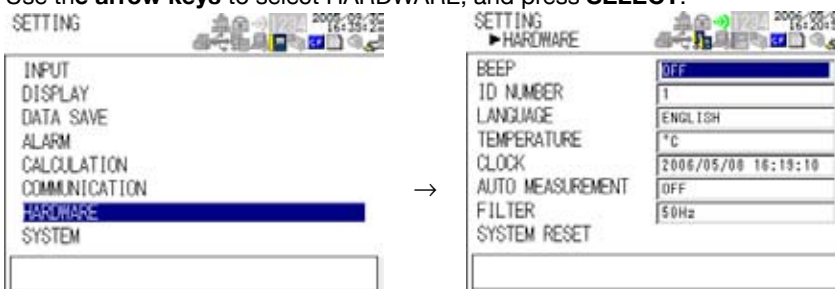 Use the arrow keys to select HARDWARE, and press SELECT.
SETTING
INPUT
DISPLAY
DATA SAVE
ALARM
CALCULATION
COMMUNICATION
HARDWARE
SYSTEM
→
SETTING
►HARDWARE
BEEP OFF
ID NUMBER 1
LANGUAGE ENGLISH
TEMPERATURE °C
CLOCK 2006/05/08 16:19:10
AUTO MEASUREMENT OFF
FILTER 50Hz
SYSTEM RESET